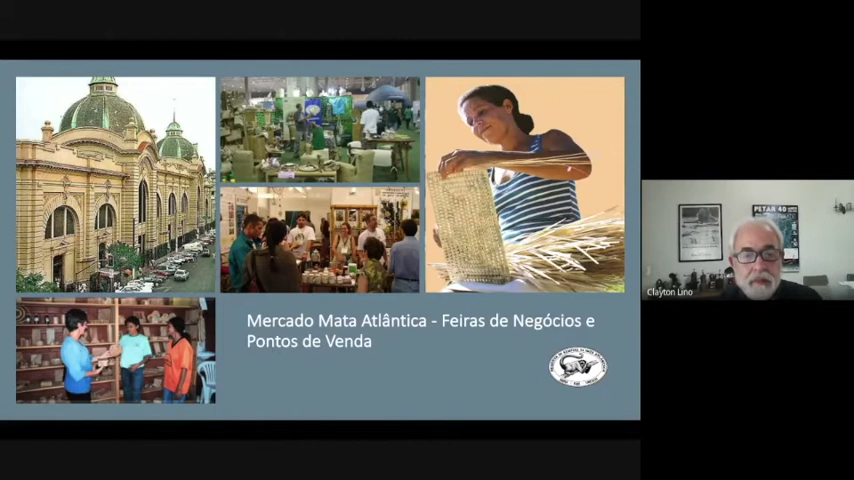 Mercado Mata Atlântica - Feiras de Negócios e
Pontos de Venda
PETAR 40
Clayton Lino